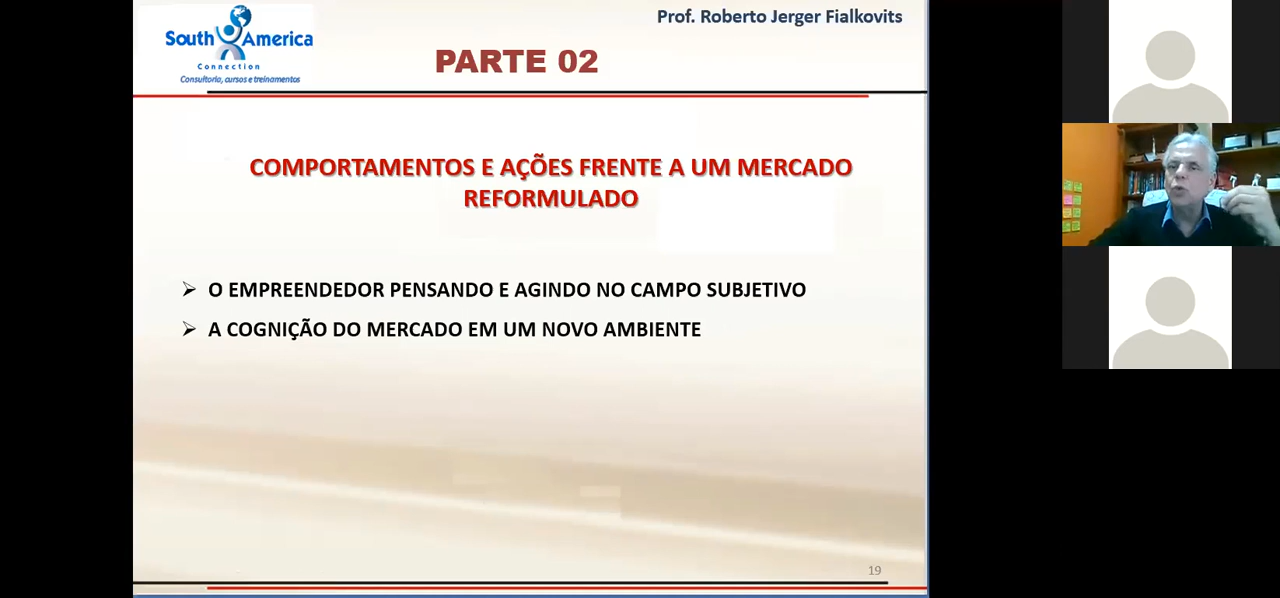 South America
Connection
Consultoria, cursos e treinamentos
Prof. Roberto Jerger Fialkovits
PARTE 02
COMPORTAMENTOS E AÇÕES FRENTE A UM MERCADO
REFORMULADO
➢ O EMPREENDEDOR PENSANDO E AGINDO NO CAMPO SUBJETIVO
➢ A COGNIÇÃO DO MERCADO EM UM NOVO AMBIENTE
19